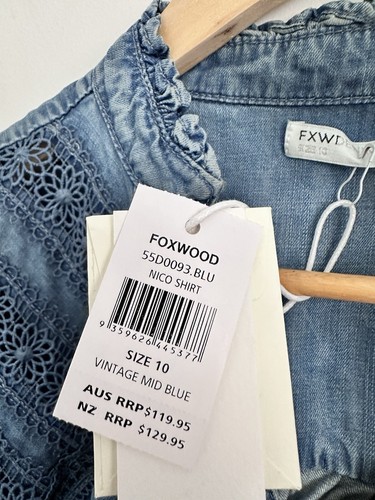 FXWD
FOXWOOD
55D0093.BLU
NICO SHIRT
9 359626 445377
SIZE 10
VINTAGE MID BLUE
AUS RRP $119.95
NZ RRP $129.95